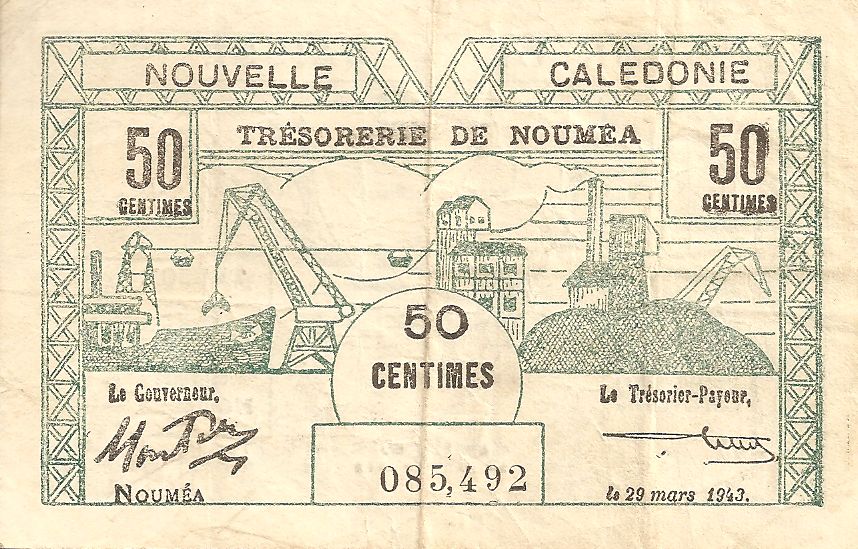 NOUVELLE CALEDONIE
TRÉSORERIE DE NOUMÉA
50 CENTIMES
50 CENTIMES
50
CENTIMES
Le Gouverneur,
Le Trésorier-Payeur,
085,492
NOUMÉA
le 29 mars 1943.